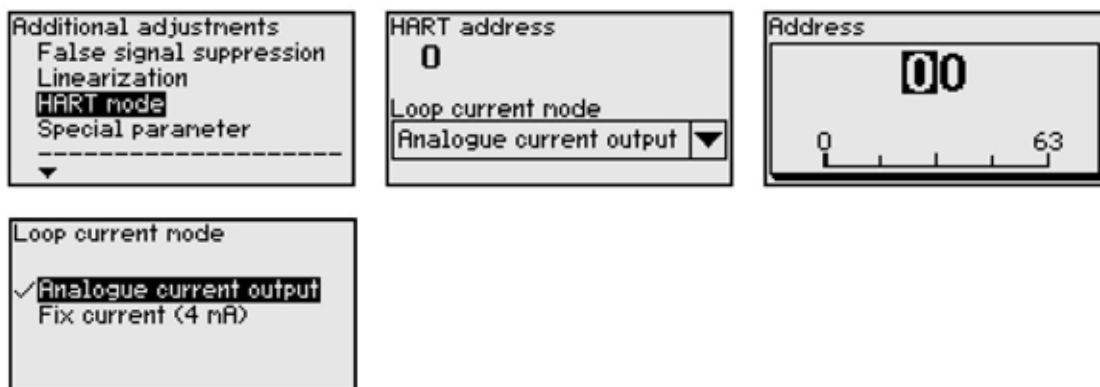 Additional adjustments
False signal suppression
Linearization
HART mode
Special parameter
HART address
0
Loop current mode
Analogue current output
Address
00
0 63
Loop current mode
Analogue current output
Fix current (4 mA)